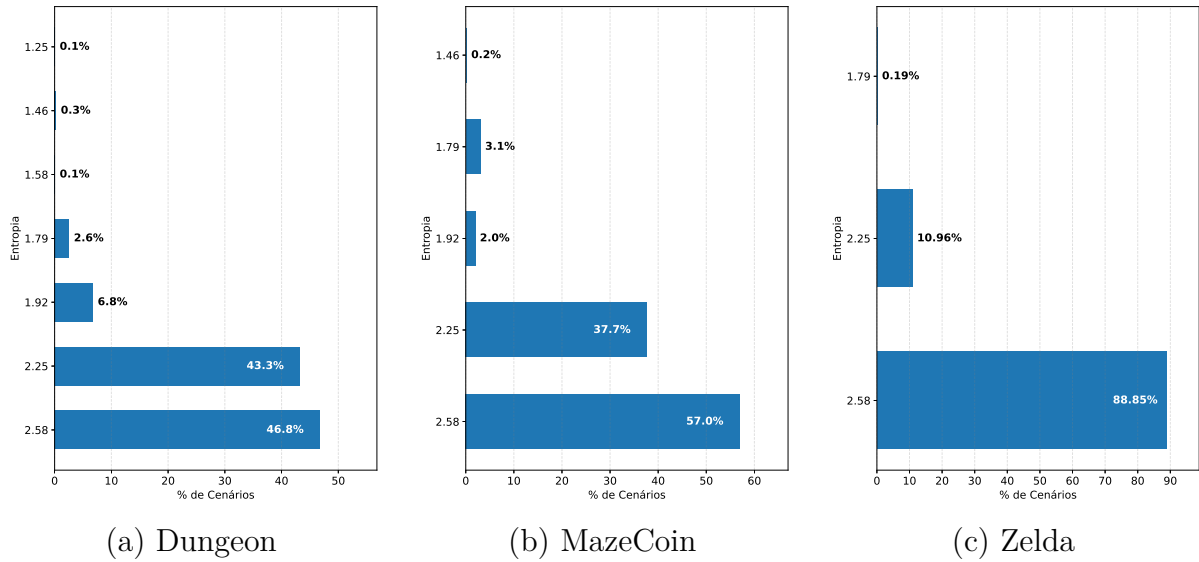 Entropia
1.25
0.1%
1.46
0.3%
1.58
0.1%
1.79
2.6%
1.92
6.8%
2.25
43.3%
2.58
46.8%
0 10 20 30 40 50
% de Cenários
(a) Dungeon
Entropia
1.46
0.2%
1.79
3.1%
1.92
2.0%
2.25
37.7%
2.58
57.0%
0 10 20 30 40 50 60
% de Cenários
(b) MazeCoin
Entropia
1.79
0.19%
2.25
10.96%
2.58
88.85%
0 10 20 30 40 50 60 70 80 90
% de Cenários
(c) Zelda